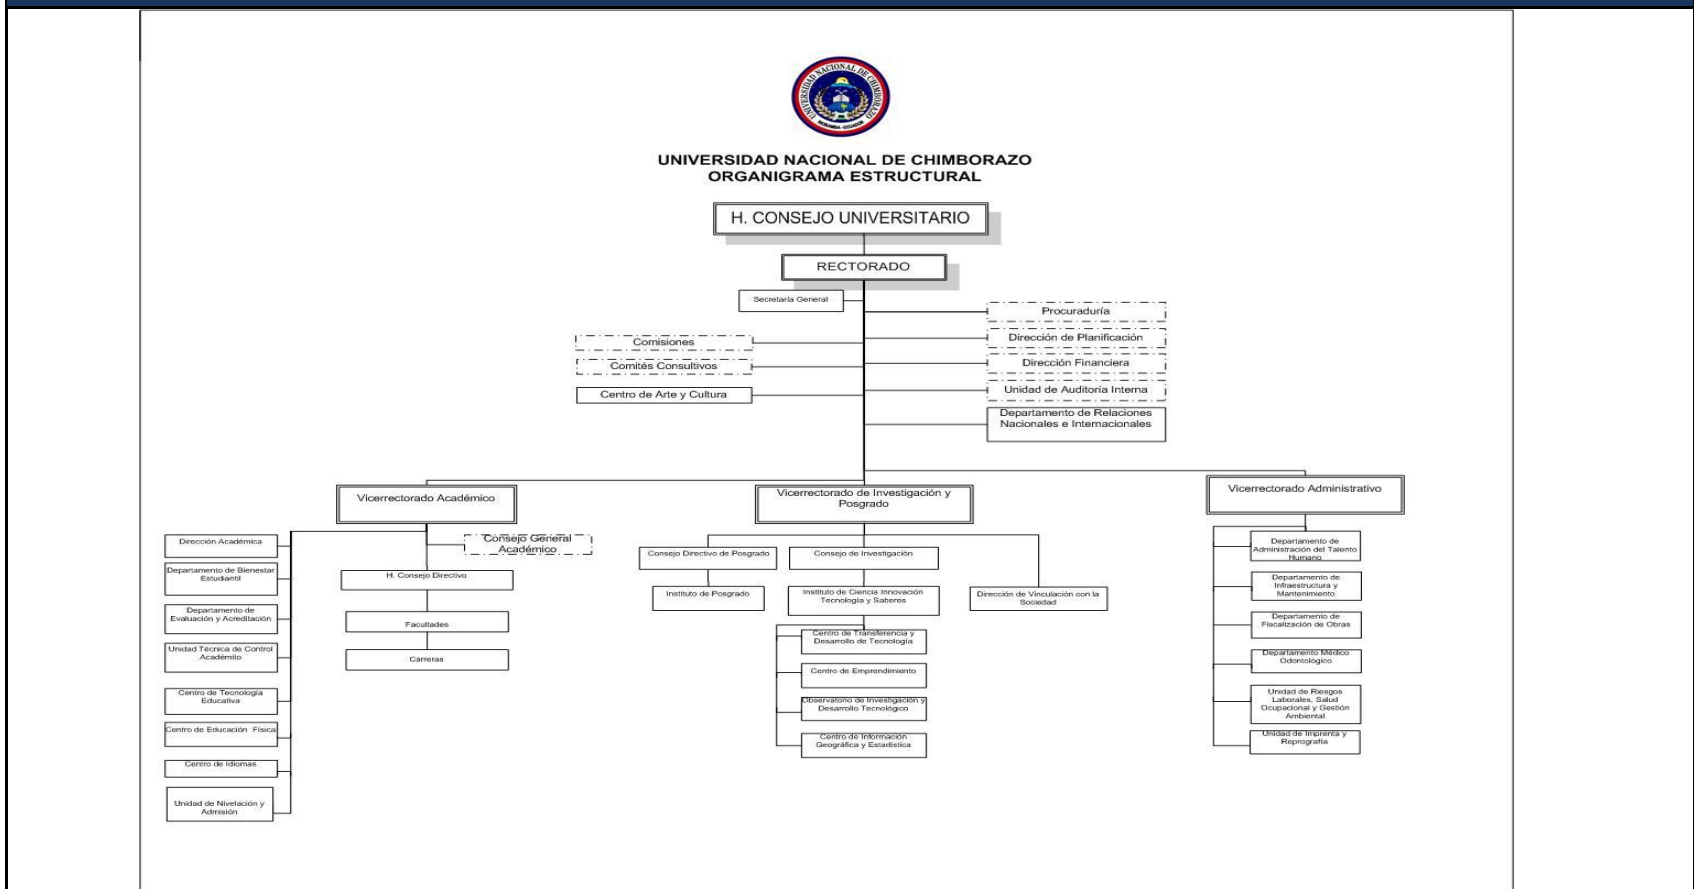 UNIVERSIDAD NACIONAL DE CHIMBORAZO
RIOBAMBA - ECUADOR
UNIVERSIDAD NACIONAL DE CHIMBORAZO
ORGANIGRAMA ESTRUCTURAL
H. CONSEJO UNIVERSITARIO
RECTORADO
Secretaría General
Procuraduría
Comisiones
Dirección de Planificación
Comités Consultivos
Dirección Financiera
Centro de Arte y Cultura
Unidad de Auditoría Interna
Departamento de Relaciones
Nacionales e Internacionales
Vicerrectorado Académico
Dirección Académica
Departamento de Bienestar
Estudiantil
Departamento de
Evaluación y Acreditación
Unidad Técnica de Control
Académito
Centro de Tecnología
Educativa
Centro de Educación Física
Centro de Idiomas
Unidad de Nivelación y
Admisión
Consejo General
Académico
H. Consejo Directivo
Facultades
Carreras
Vicerrectorado de Investigación y
Posgrado
Consejo Directivo de Posgrado
Instituto de Posgrado
Consejo de Investigación
Instituto de Ciencia Innovación
Tecnología y Saberes
Centro de Transferencia y
Desarrollo de Tecnología
Centro de Emprendimiento
Observatorio de Investigación y
Desarrollo Tecnológico
Centro de Información
Geográfica y Estadística
Dirección de Vinculación con la
Sociedad
Vicerrectorado Administrativo
Departamento de
Administración del Talento
Humano
Departamento de
Infraestructura y
Mantenimiento
Departamento de
Fiscalización de Obras
Departamento Médico
Odontológico
Unidad de Riesgos
Laborales, Salud
Ocupacional y Gestión
Ambiental
Unidad de Imprenta y
Reprografía